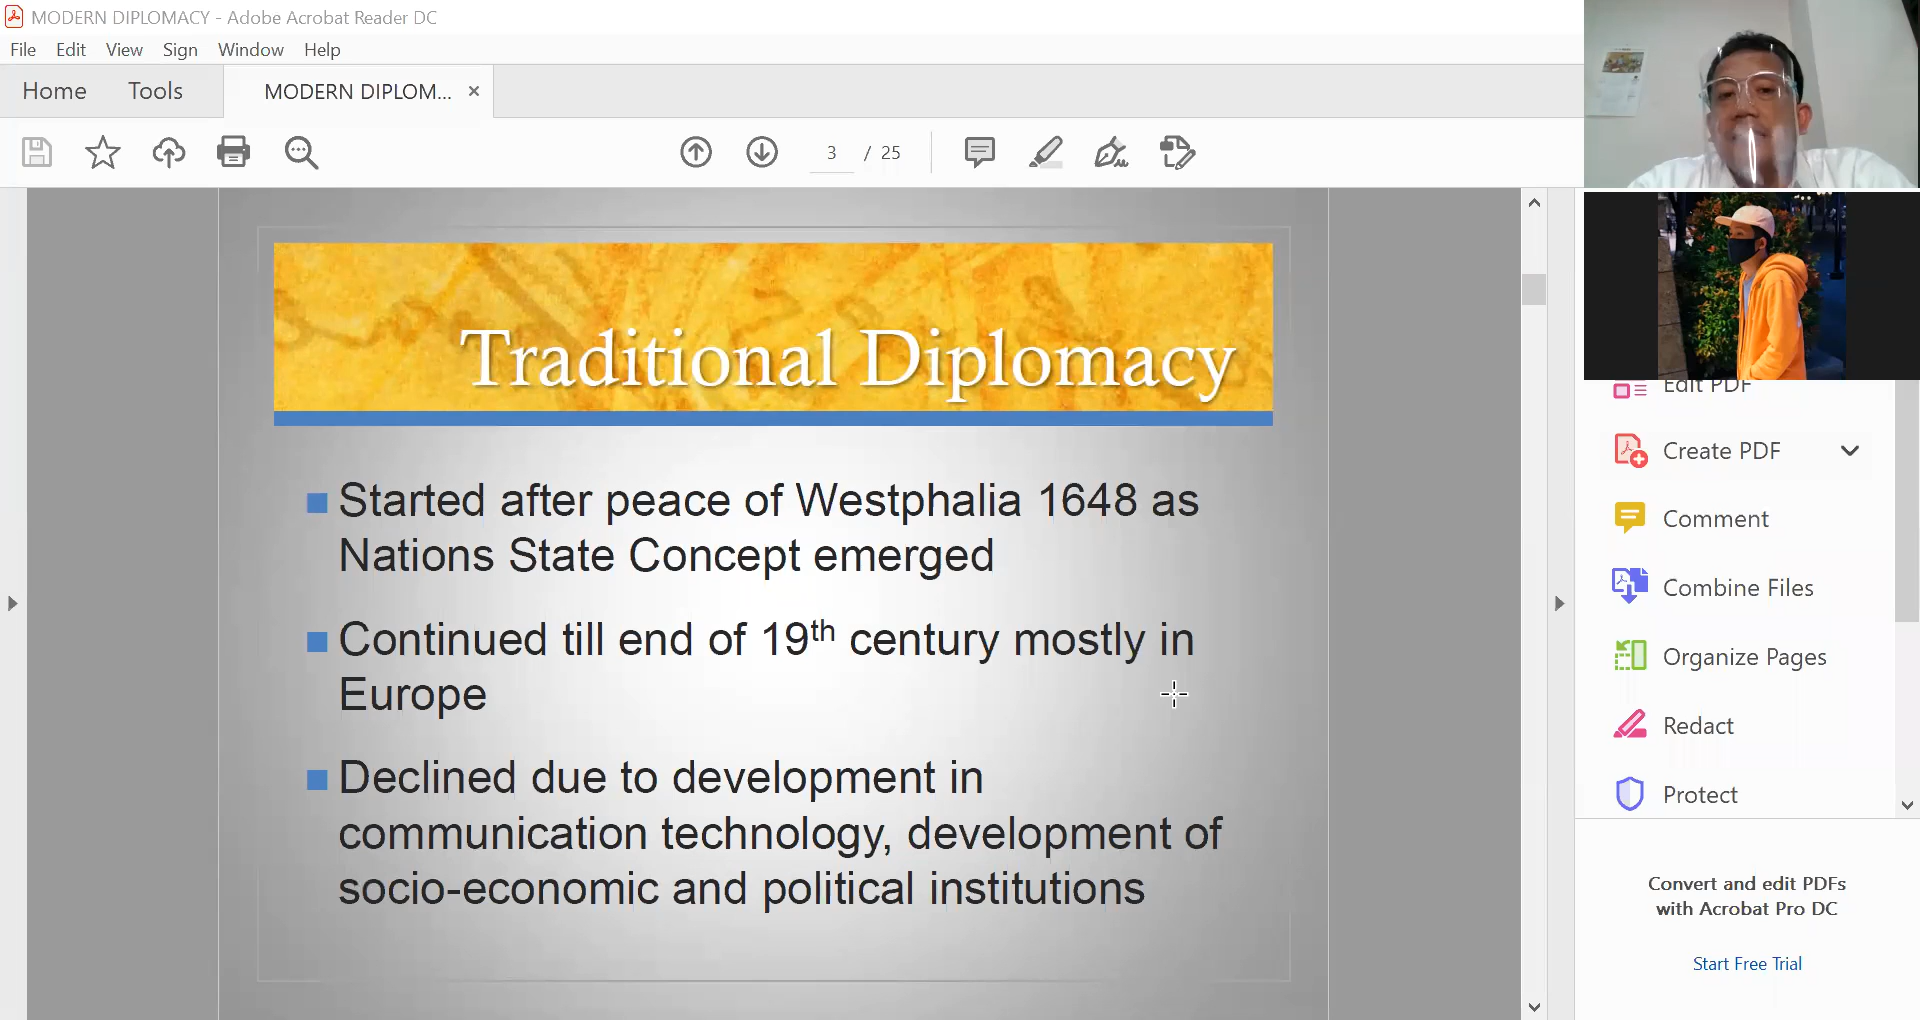 MODERN DIPLOMACY - Adobe Acrobat Reader DC
File Edit View Sign Window Help
Home Tools MODERN DIPLOM... ×
3 / 25
Traditional Diplomacy
Started after peace of Westphalia 1648 as
Nations State Concept emerged
Continued till end of 19th century mostly in
Europe
Declined due to development in
communication technology, development of
socio-economic and political institutions
Edit PDF
Create PDF
Comment
Combine Files
Organize Pages
Redact
Protect
Convert and edit PDFs
with Acrobat Pro DC
Start Free Trial